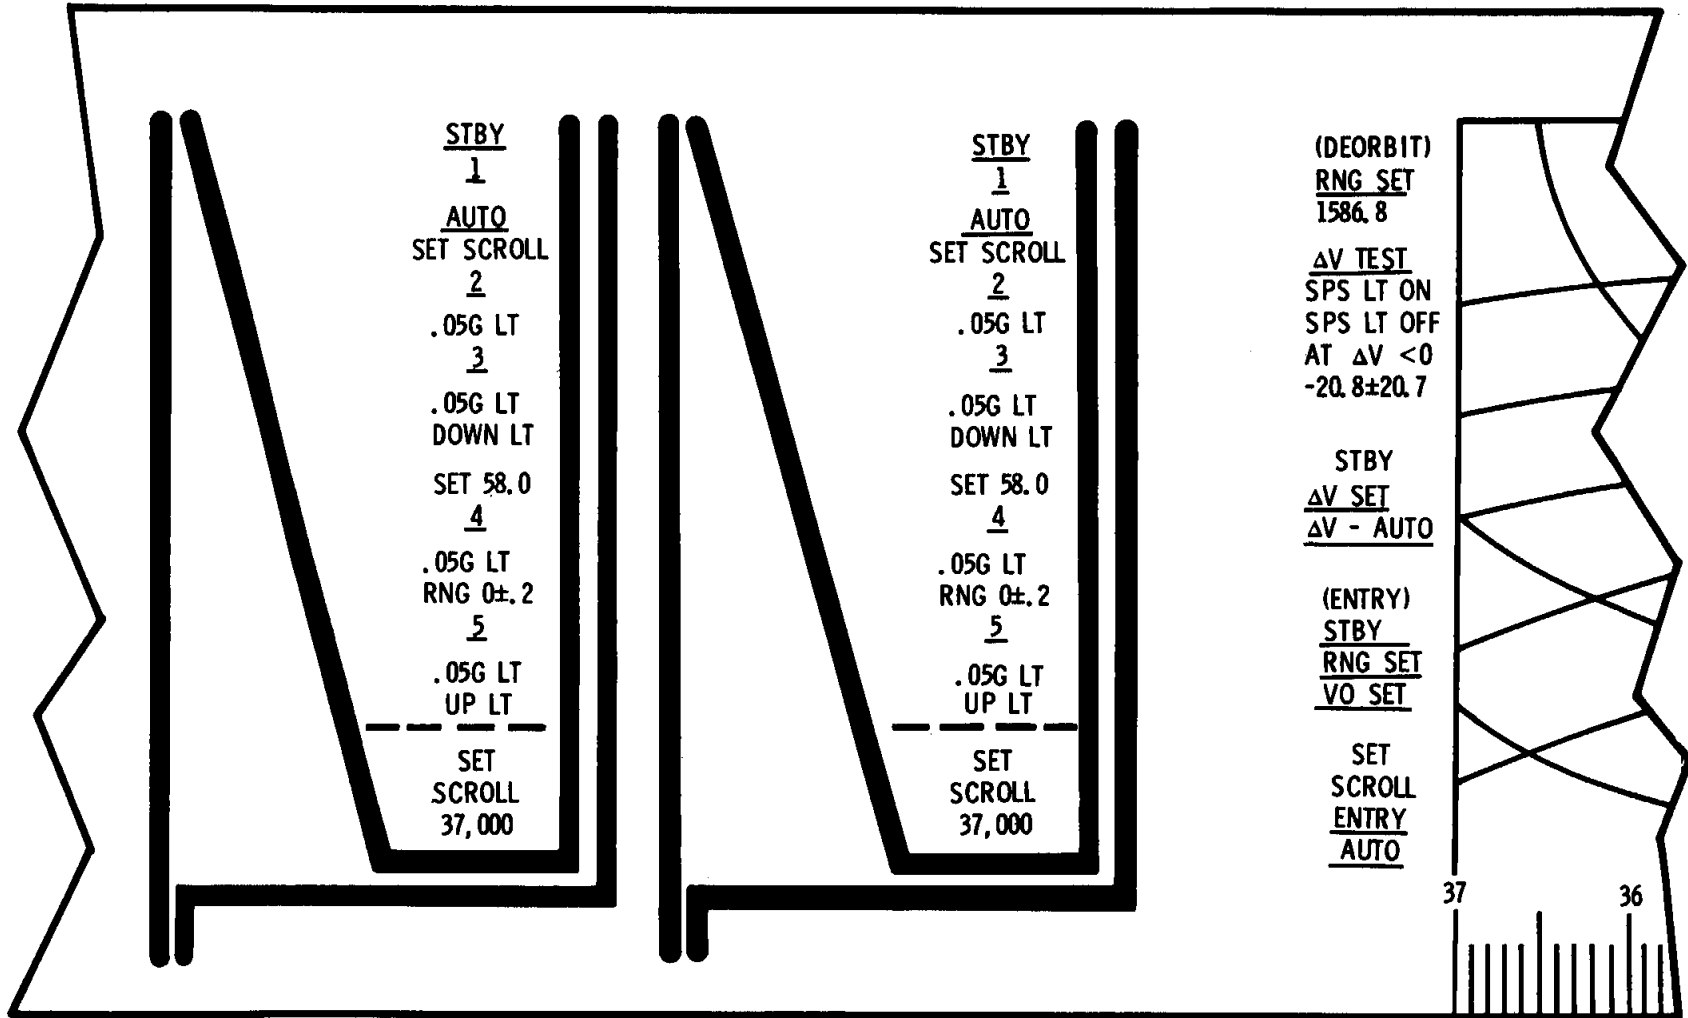 STBY
1
AUTO
SET SCROLL
2
.05G LT
3
.05G LT
DOWN LT
SET 58.0
4
.05G LT
RNG 0±.2
5
.05G LT
UP LT
SET
SCROLL
37,000
STBY
1
AUTO
SET SCROLL
2
.05G LT
3
.05G LT
DOWN LT
SET 58.0
4
.05G LT
RNG 0±.2
5
.05G LT
UP LT
SET
SCROLL
37,000
(DEORBIT)
RNG SET
1586.8
ΔV TEST
SPS LT ON
SPS LT OFF
AT ΔV <0
-20.8±20.7
STBY
ΔV SET
ΔV - AUTO
(ENTRY)
STBY
RNG SET
VO SET
SET
SCROLL
ENTRY
AUTO
37 36